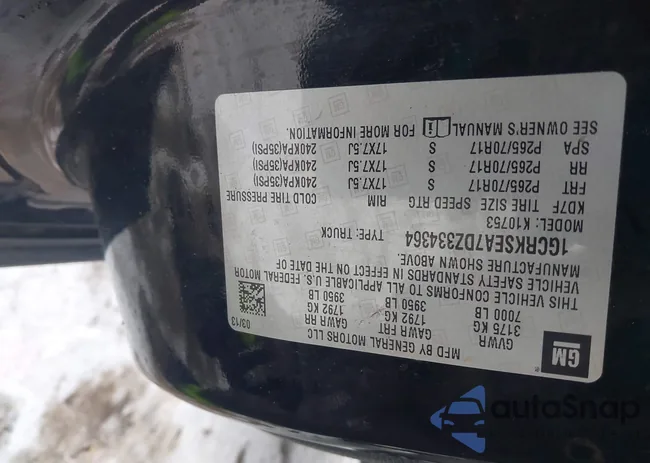 GM
MFD BY GENERAL MOTORS LLC
03/13
GVWR GAWR FRT GAWR RR
3175 KG 1792 KG 1792 KG
7000 LB 3950 LB 3950 LB
THIS VEHICLE CONFORMS TO ALL APPLICABLE U.S. FEDERAL MOTOR
VEHICLE SAFETY STANDARDS IN EFFECT ON THE DATE OF
MANUFACTURE SHOWN ABOVE.
1GCRKSEA7DZ334364 TYPE: TRUCK
MODEL: K10753
KD7F TIRE SIZE SPEED RTG RIM COLD TIRE PRESSURE
FRT P265/70R17 S 17X7.5J 240KPA(35PSI)
RR P265/70R17 S 17X7.5J 240KPA(35PSI)
SPA P265/70R17 S 17X7.5J 240KPA(35PSI)
SEE OWNER'S MANUAL FOR MORE INFORMATION.
autoSnap